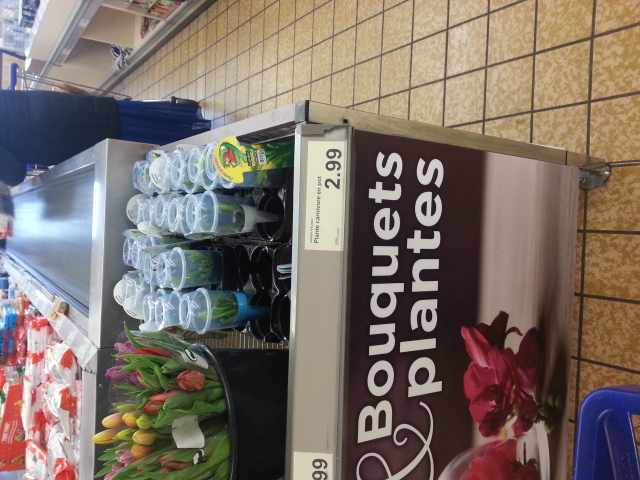 Plante carnivore en pot
2.99
99
Bouquets
& plantes